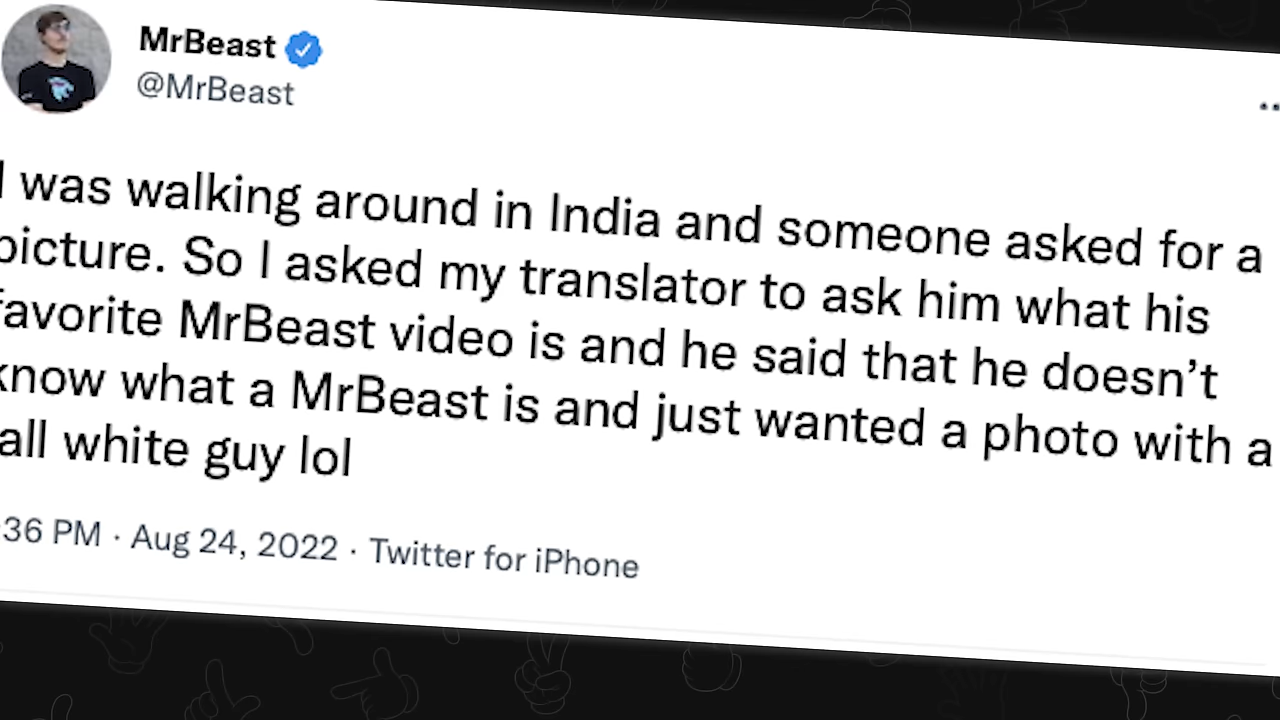 MrBeast
@MrBeast
I was walking around in India and someone asked for a
picture. So I asked my translator to ask him what his
favorite MrBeast video is and he said that he doesn’t
know what a MrBeast is and just wanted a photo with a
all white guy lol
:36 PM · Aug 24, 2022 · Twitter for iPhone